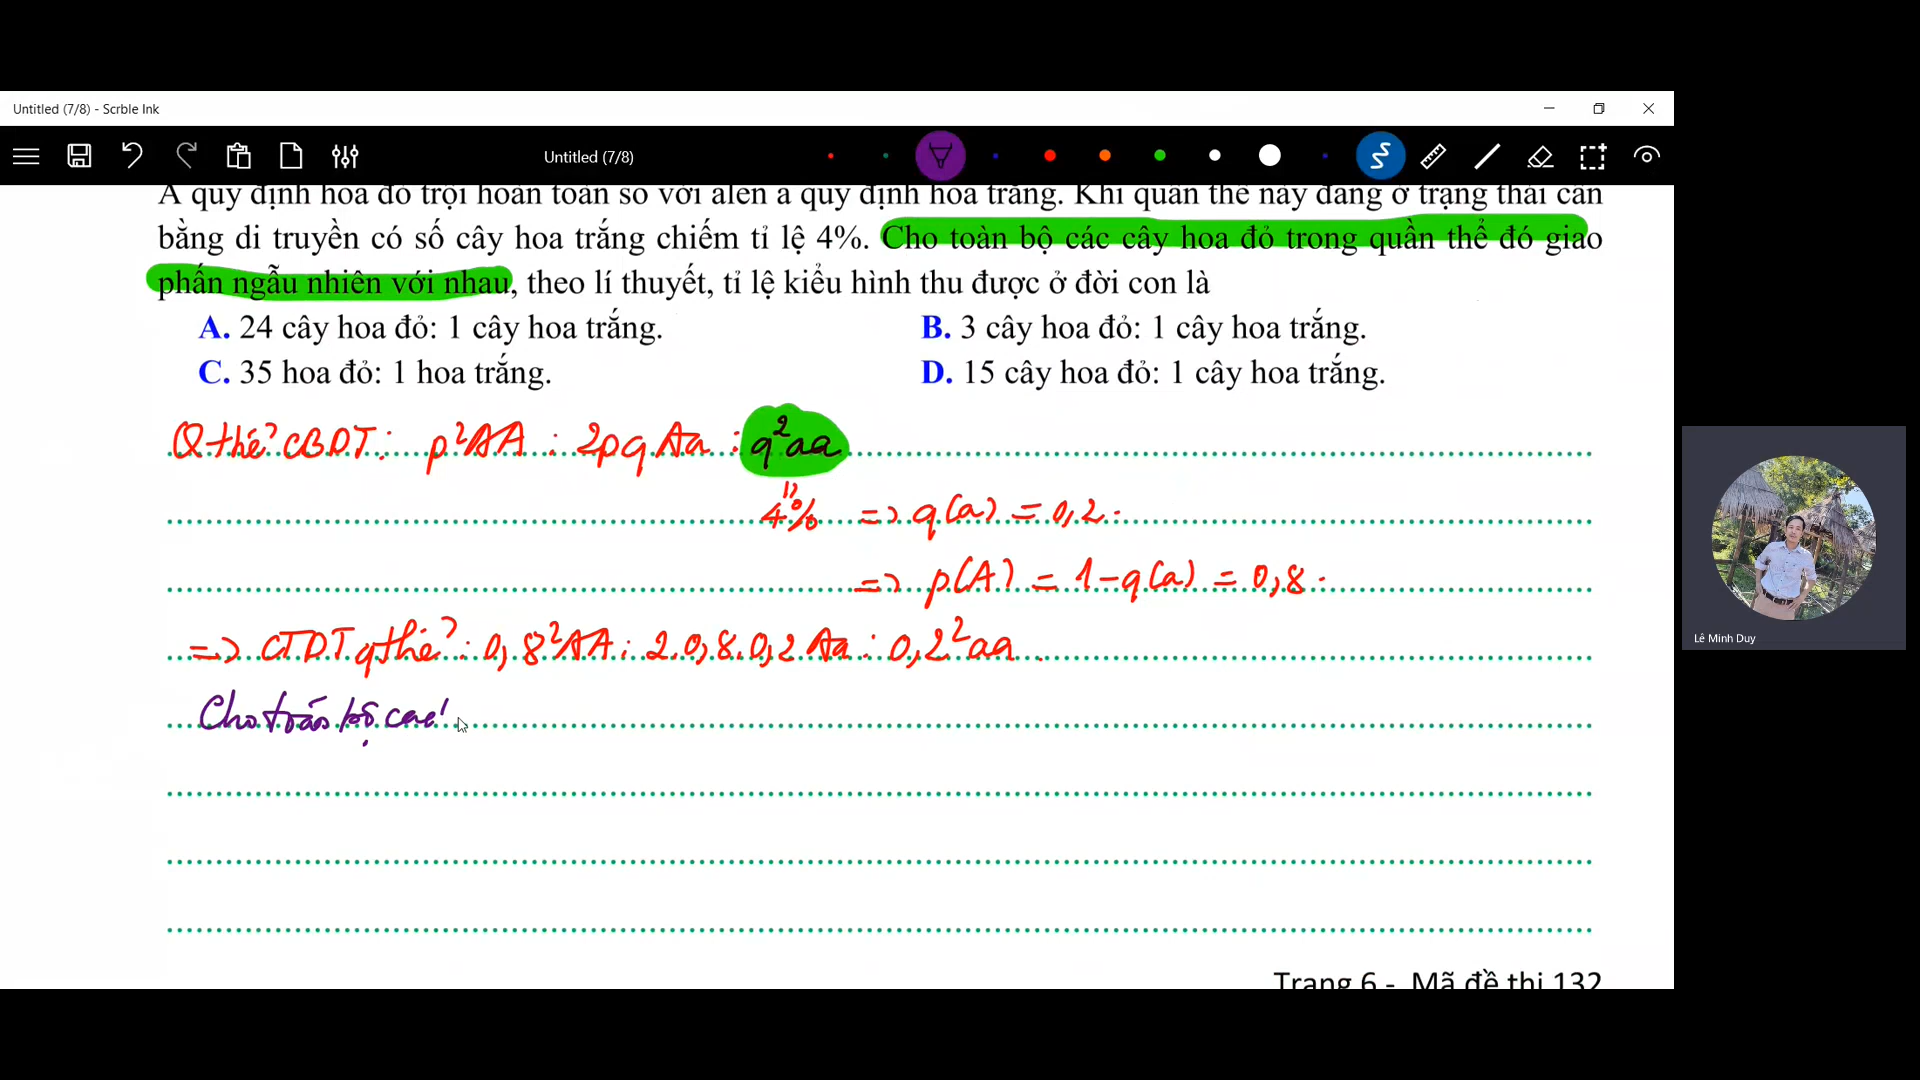 Untitled (7/8) - Scrble Ink
Untitled (7/8)
A quy định hoa đỏ trội hoàn toàn so với alen a quy định hoa trắng. Khi quần thể này đang ở trạng thái cân
bằng di truyền có số cây hoa trắng chiếm tỉ lệ 4%. Cho toàn bộ các cây hoa đỏ trong quần thể đó giao
phấn ngẫu nhiên với nhau, theo lí thuyết, tỉ lệ kiểu hình thu được ở đời con là
A. 24 cây hoa đỏ: 1 cây hoa trắng. B. 3 cây hoa đỏ: 1 cây hoa trắng.
C. 35 hoa đỏ: 1 hoa trắng. D. 15 cây hoa đỏ: 1 cây hoa trắng.
Q thể CBDT: p²AA : 2pq Aa : q²aa
4% => q(a) = 0,2.
=> p(A) = 1-q(a) = 0,8.
=> CTDT q thể: 0,8²AA : 2.0,8.0,2 Aa : 0,2²aa
Cho toàn bộ các
Lê Minh Duy
Trang 6 - Mã đề thi 132